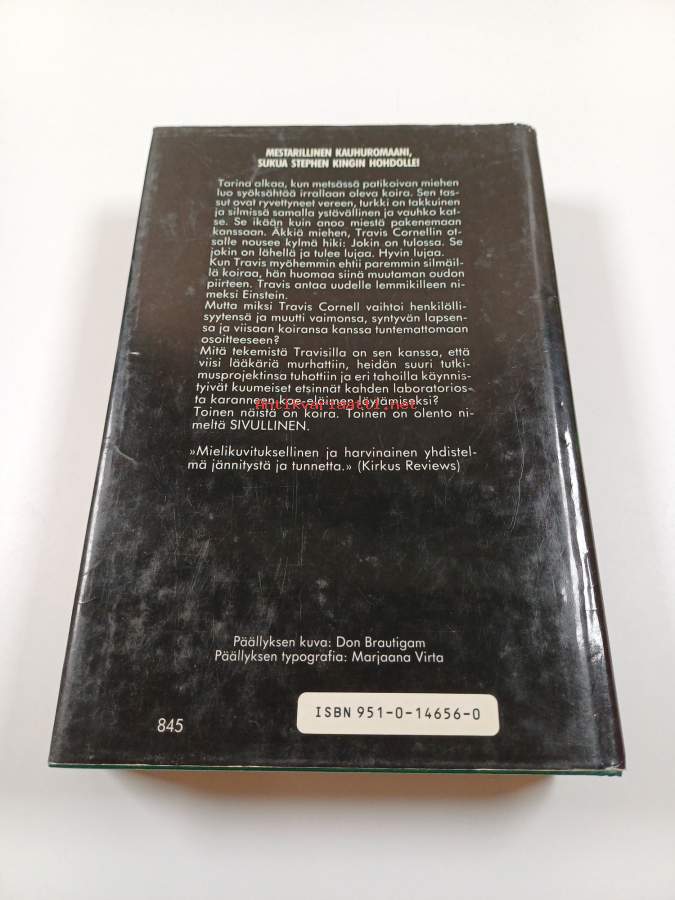 MESTARILLINEN KAUHUROMAANI,
SUKUA STEPHEN KINGIN HOHDOLLE!
Tarina alkaa, kun metsässä patikoivan miehen
luo syöksähtää irrallaan oleva koira. Sen tas-
sut ovat ryvettyneet vereen, turkki on takkuinen
ja silmissä samalla ystävällinen ja vauhko kat-
se. Se ikään kuin anoo miestä pakenemaan
kanssaan. Äkkiä miehen, Travis Cornellin ot-
salle nousee kylmä hiki: Jokin on tulossa. Se
jokin on lähellä ja tulee lujaa. Hyvin lujaa.
Kun Travis myöhemmin ehtii paremmin silmäil-
lä koiraa, hän huomaa siinä muutaman oudon
piirteen. Travis antaa uudelle lemmikilleen ni-
meksi Einstein.
Mutta miksi Travis Cornell vaihtoi henkilölli-
syytensä ja muutti vaimonsa, syntyvän lapsen-
sa ja viisaan koiransa kanssa tuntemattomaan
osoitteeseen?
Mitä tekemistä Travisilla on sen kanssa, että
viisi lääkäriä murhattiin, heidän suuri tutki-
musprojektinsa tuhottiin ja eri tahoilla käynnis-
tyivät kuumeiset etsinnät kahden laboratorios-
ta karanneen koe-eläimen löytämiseksi?
antikvariaatti.net
Toinen näistä on koira. Toinen on olento ni-
meltä SIVULLINEN.
»Mielikuvituksellinen ja harvinainen yhdistel-
mä jännitystä ja tunnetta.» (Kirkus Reviews)
Päällyksen kuva: Don Brautigam
Päällyksen typografia: Marjaana Virta
845
ISBN 951-0-14656-0